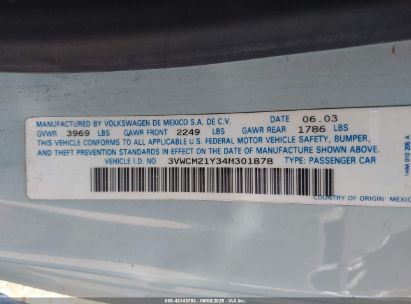 MANUFACTURED BY VOLKSWAGEN DE MEXICO S.A. DE C.V. DATE 06.03
GVWR 3969 LBS GAWR FRONT 2249 LBS GAWR REAR 1786 LBS
THIS VEHICLE CONFORMS TO ALL APPLICABLE FEDERAL MOTOR VEHICLE SAFETY, BUMPER,
AND THEFT PREVENTION STANDARDS IN EFFECT ON THE DATE OF MANUFACTURE SHOWN ABOVE.
VEHICLE I.D. NO. 3VWCM21Y34M301878 TYPE: PASSENGER CAR
COUNTRY OF ORIGIN: MEXIC